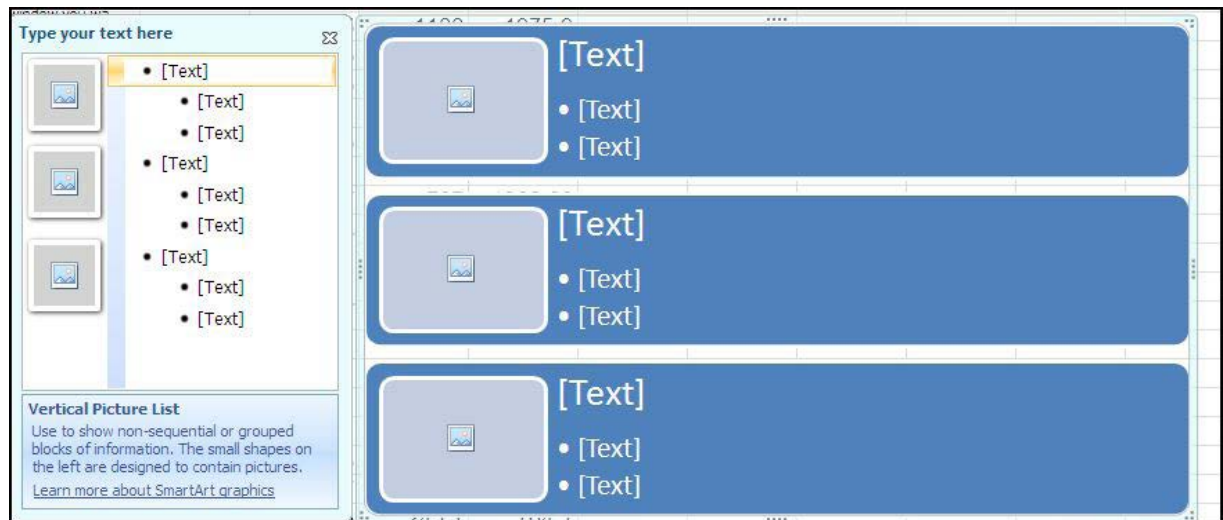 Type your text here
• [Text]
• [Text]
• [Text]
• [Text]
• [Text]
• [Text]
• [Text]
• [Text]
• [Text]
Vertical Picture List
Use to show non-sequential or grouped
blocks of information. The small shapes on
the left are designed to contain pictures.
Learn more about SmartArt graphics
[Text]
• [Text]
• [Text]
[Text]
• [Text]
• [Text]
[Text]
• [Text]
• [Text]